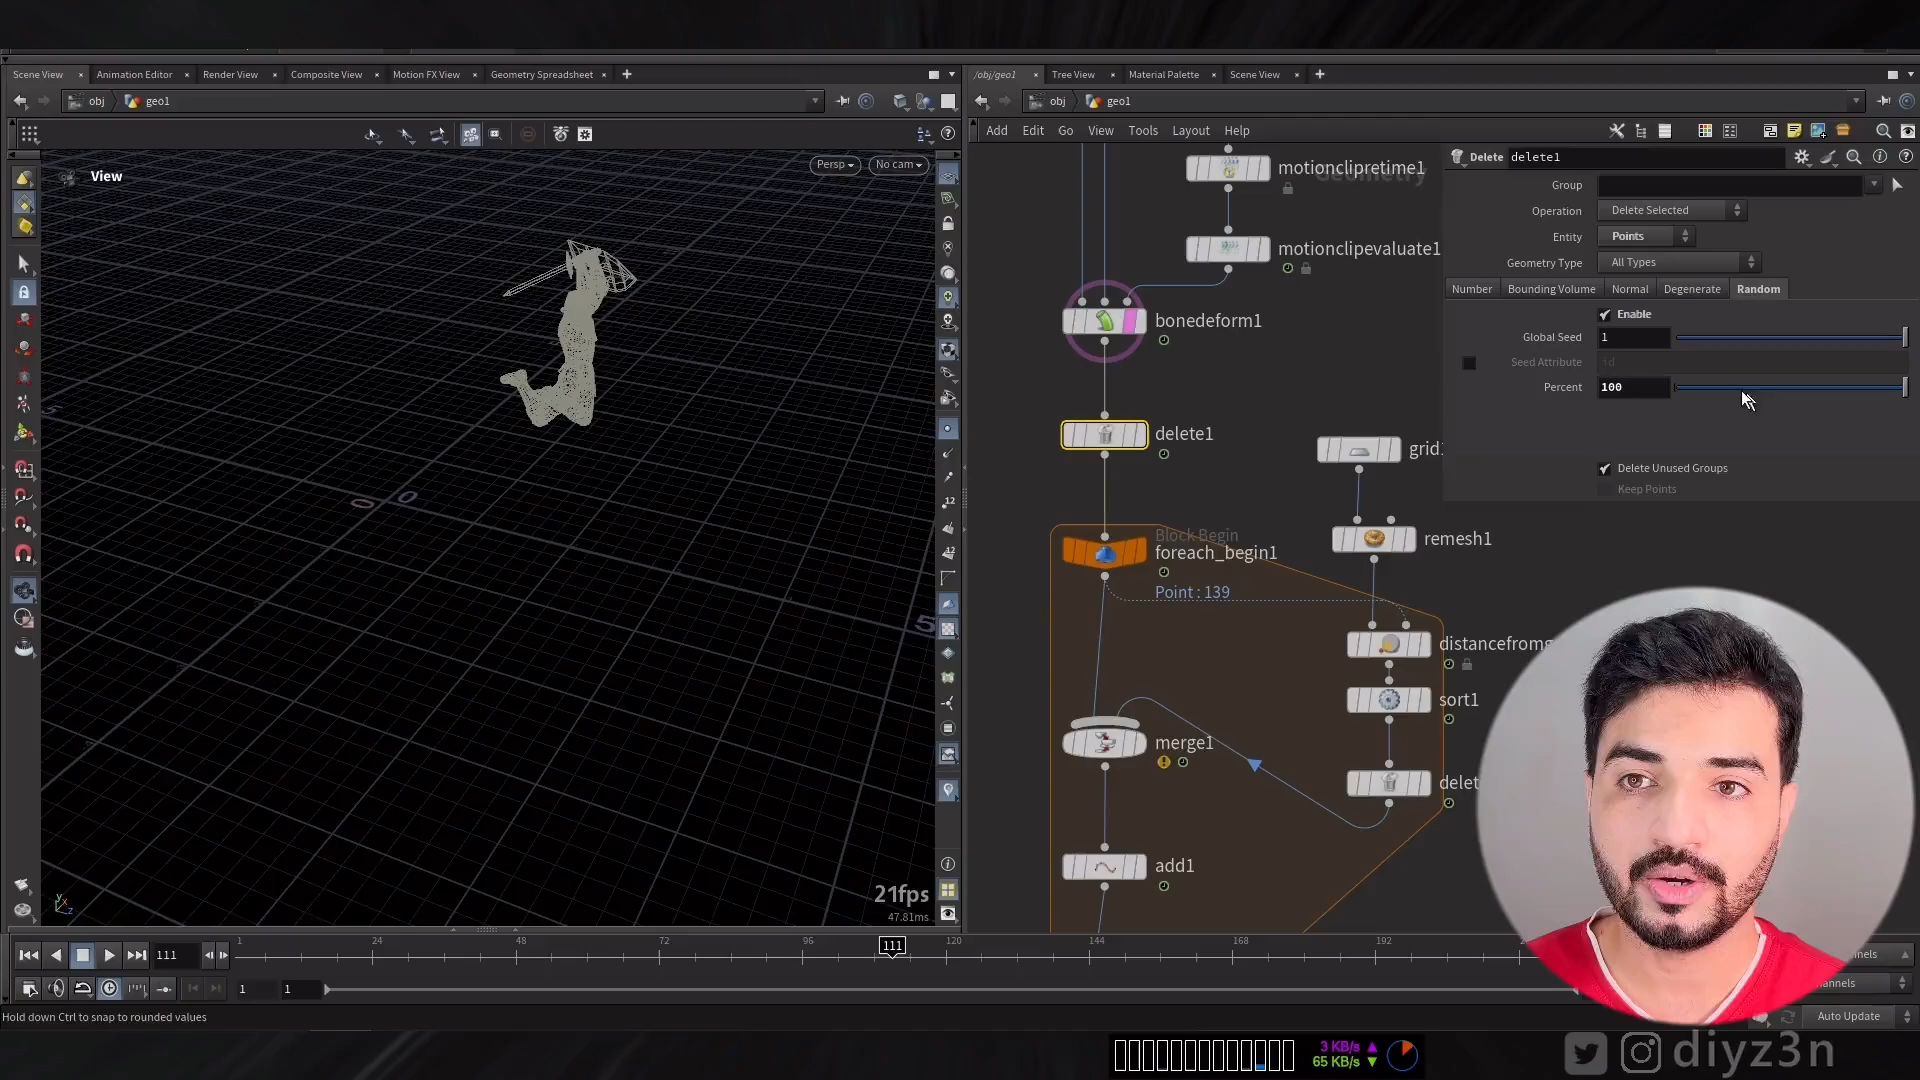 Scene View
Animation Editor
Render View
Composite View
Motion FX View
Geometry Spreadsheet
obj
geo1
View
Persp
No cam
21fps
47.81ms
/obj/geo1
Tree View
Material Palette
Scene View
obj
geo1
Add
Edit
Go
View
Tools
Layout
Help
motionclipretime1
motionclipevaluate1
bonedeform1
delete1
Block Begin
foreach_begin1
Point : 139
merge1
add1
remesh1
sort1
Delete
delete1
Group
Operation
Delete Selected
Entity
Points
Geometry Type
All Types
Number
Bounding Volume
Normal
Degenerate
Random
Enable
Global Seed
1
Seed Attribute
id
Percent
100
Delete Unused Groups
Keep Points
1
24
48
72
96
111
120
144
168
192
111
1
1
Hold down Ctrl to snap to rounded values
Auto Update
3 KB/s
65 KB/s
diyz3n